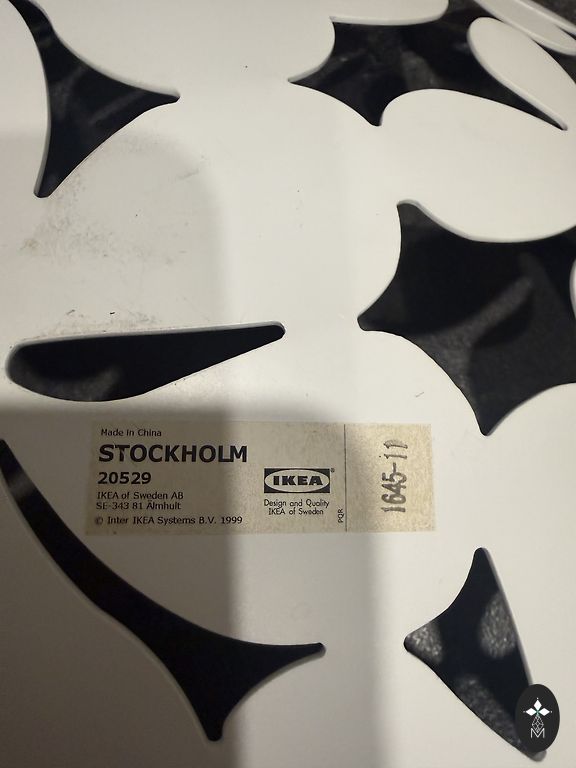 Made in China
STOCKHOLM
20529
IKEA of Sweden AB
SE-343 81 Älmhult
© Inter IKEA Systems B.V. 1999
IKEA®
Design and Quality
IKEA of Sweden
PQR
1645-11
M